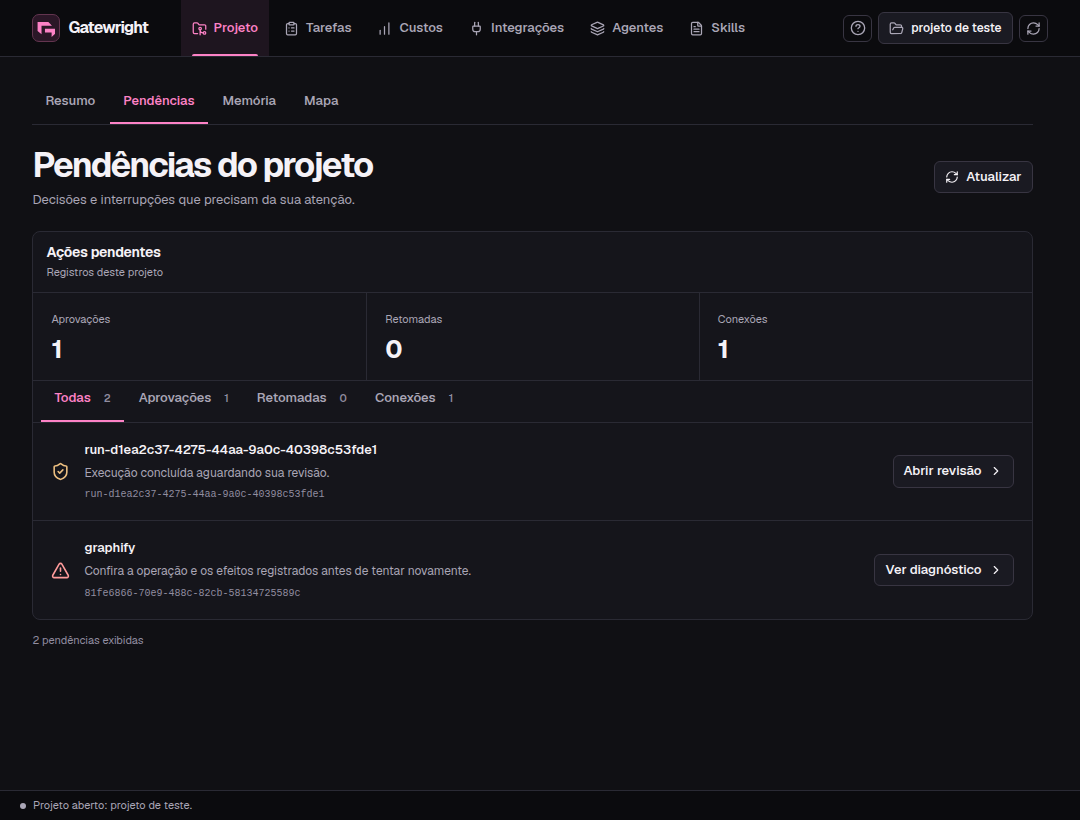 Gatewright
Projeto
Tarefas
Custos
Integrações
Agentes
Skills
projeto de teste
Resumo
Pendências
Memória
Mapa
Pendências do projeto
Decisões e interrupções que precisam da sua atenção.
Atualizar
Ações pendentes
Registros deste projeto
Aprovações
1
Retomadas
0
Conexões
1
Todas 2
Aprovações 1
Retomadas 0
Conexões 1
run-d1ea2c37-4275-44aa-9a0c-40398c53fde1
Execução concluída aguardando sua revisão.
run-d1ea2c37-4275-44aa-9a0c-40398c53fde1
Abrir revisão
graphify
Confira a operação e os efeitos registrados antes de tentar novamente.
81fe6866-70e9-488c-82cb-58134725589c
Ver diagnóstico
2 pendências exibidas
Projeto aberto: projeto de teste.